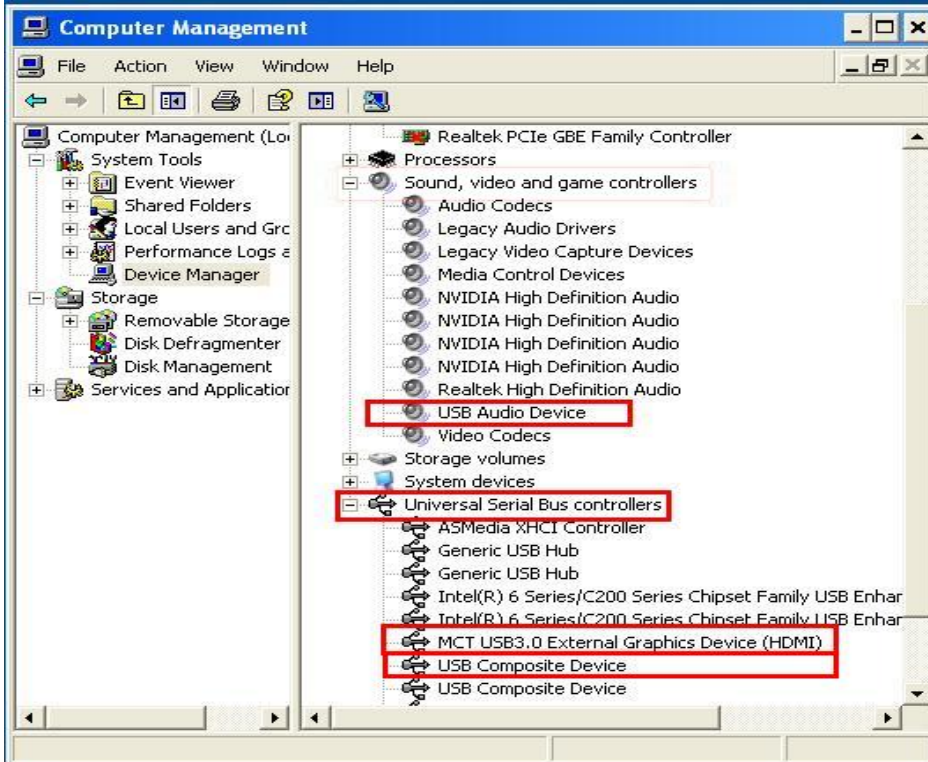 Computer Management
File Action View Window Help
Computer Management (Loc
System Tools
Event Viewer
Shared Folders
Local Users and Grc
Performance Logs a
Device Manager
Storage
Removable Storage
Disk Defragmenter
Disk Management
Services and Application
Realtek PCIe GBE Family Controller
Processors
Sound, video and game controllers
Audio Codecs
Legacy Audio Drivers
Legacy Video Capture Devices
Media Control Devices
NVIDIA High Definition Audio
NVIDIA High Definition Audio
NVIDIA High Definition Audio
NVIDIA High Definition Audio
Realtek High Definition Audio
USB Audio Device
Video Codecs
Storage volumes
System devices
Universal Serial Bus controllers
ASMedia XHCI Controller
Generic USB Hub
Generic USB Hub
Intel(R) 6 Series/C200 Series Chipset Family USB Enhar
Intel(R) 6 Series/C200 Series Chipset Family USB Enhar
MCT USB3.0 External Graphics Device (HDMI)
USB Composite Device
USB Composite Device